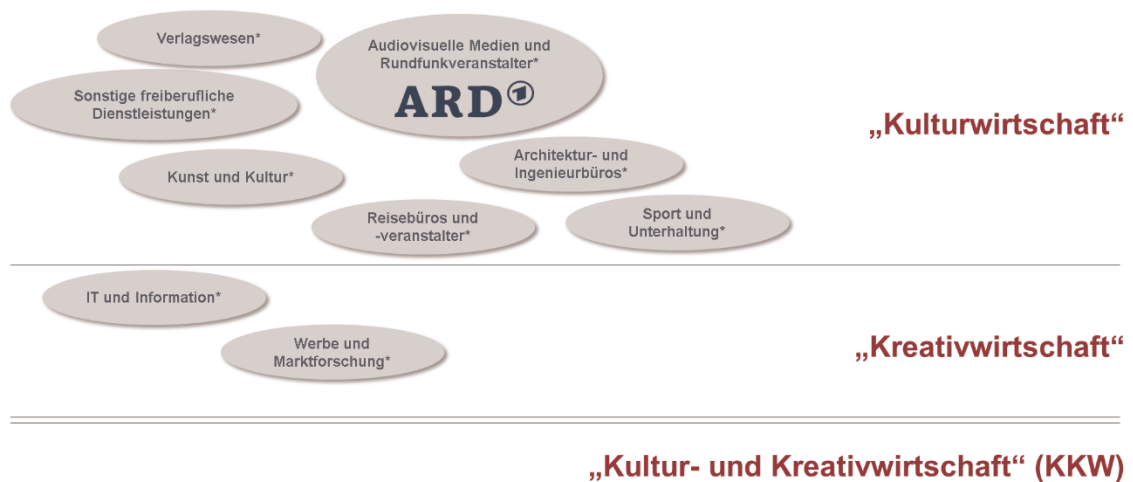 Verlagswesen*
Audiovisuelle Medien und
Rundfunkveranstalter*
ARD 1
Sonstige freiberufliche
Dienstleistungen*
„Kulturwirtschaft“
Architektur- und
Ingenieurbüros*
Kunst und Kultur*
Reisebüros und
-veranstalter*
Sport und
Unterhaltung*
IT und Information*
Werbe und
Marktforschung*
„Kreativwirtschaft“
„Kultur- und Kreativwirtschaft“ (KKW)